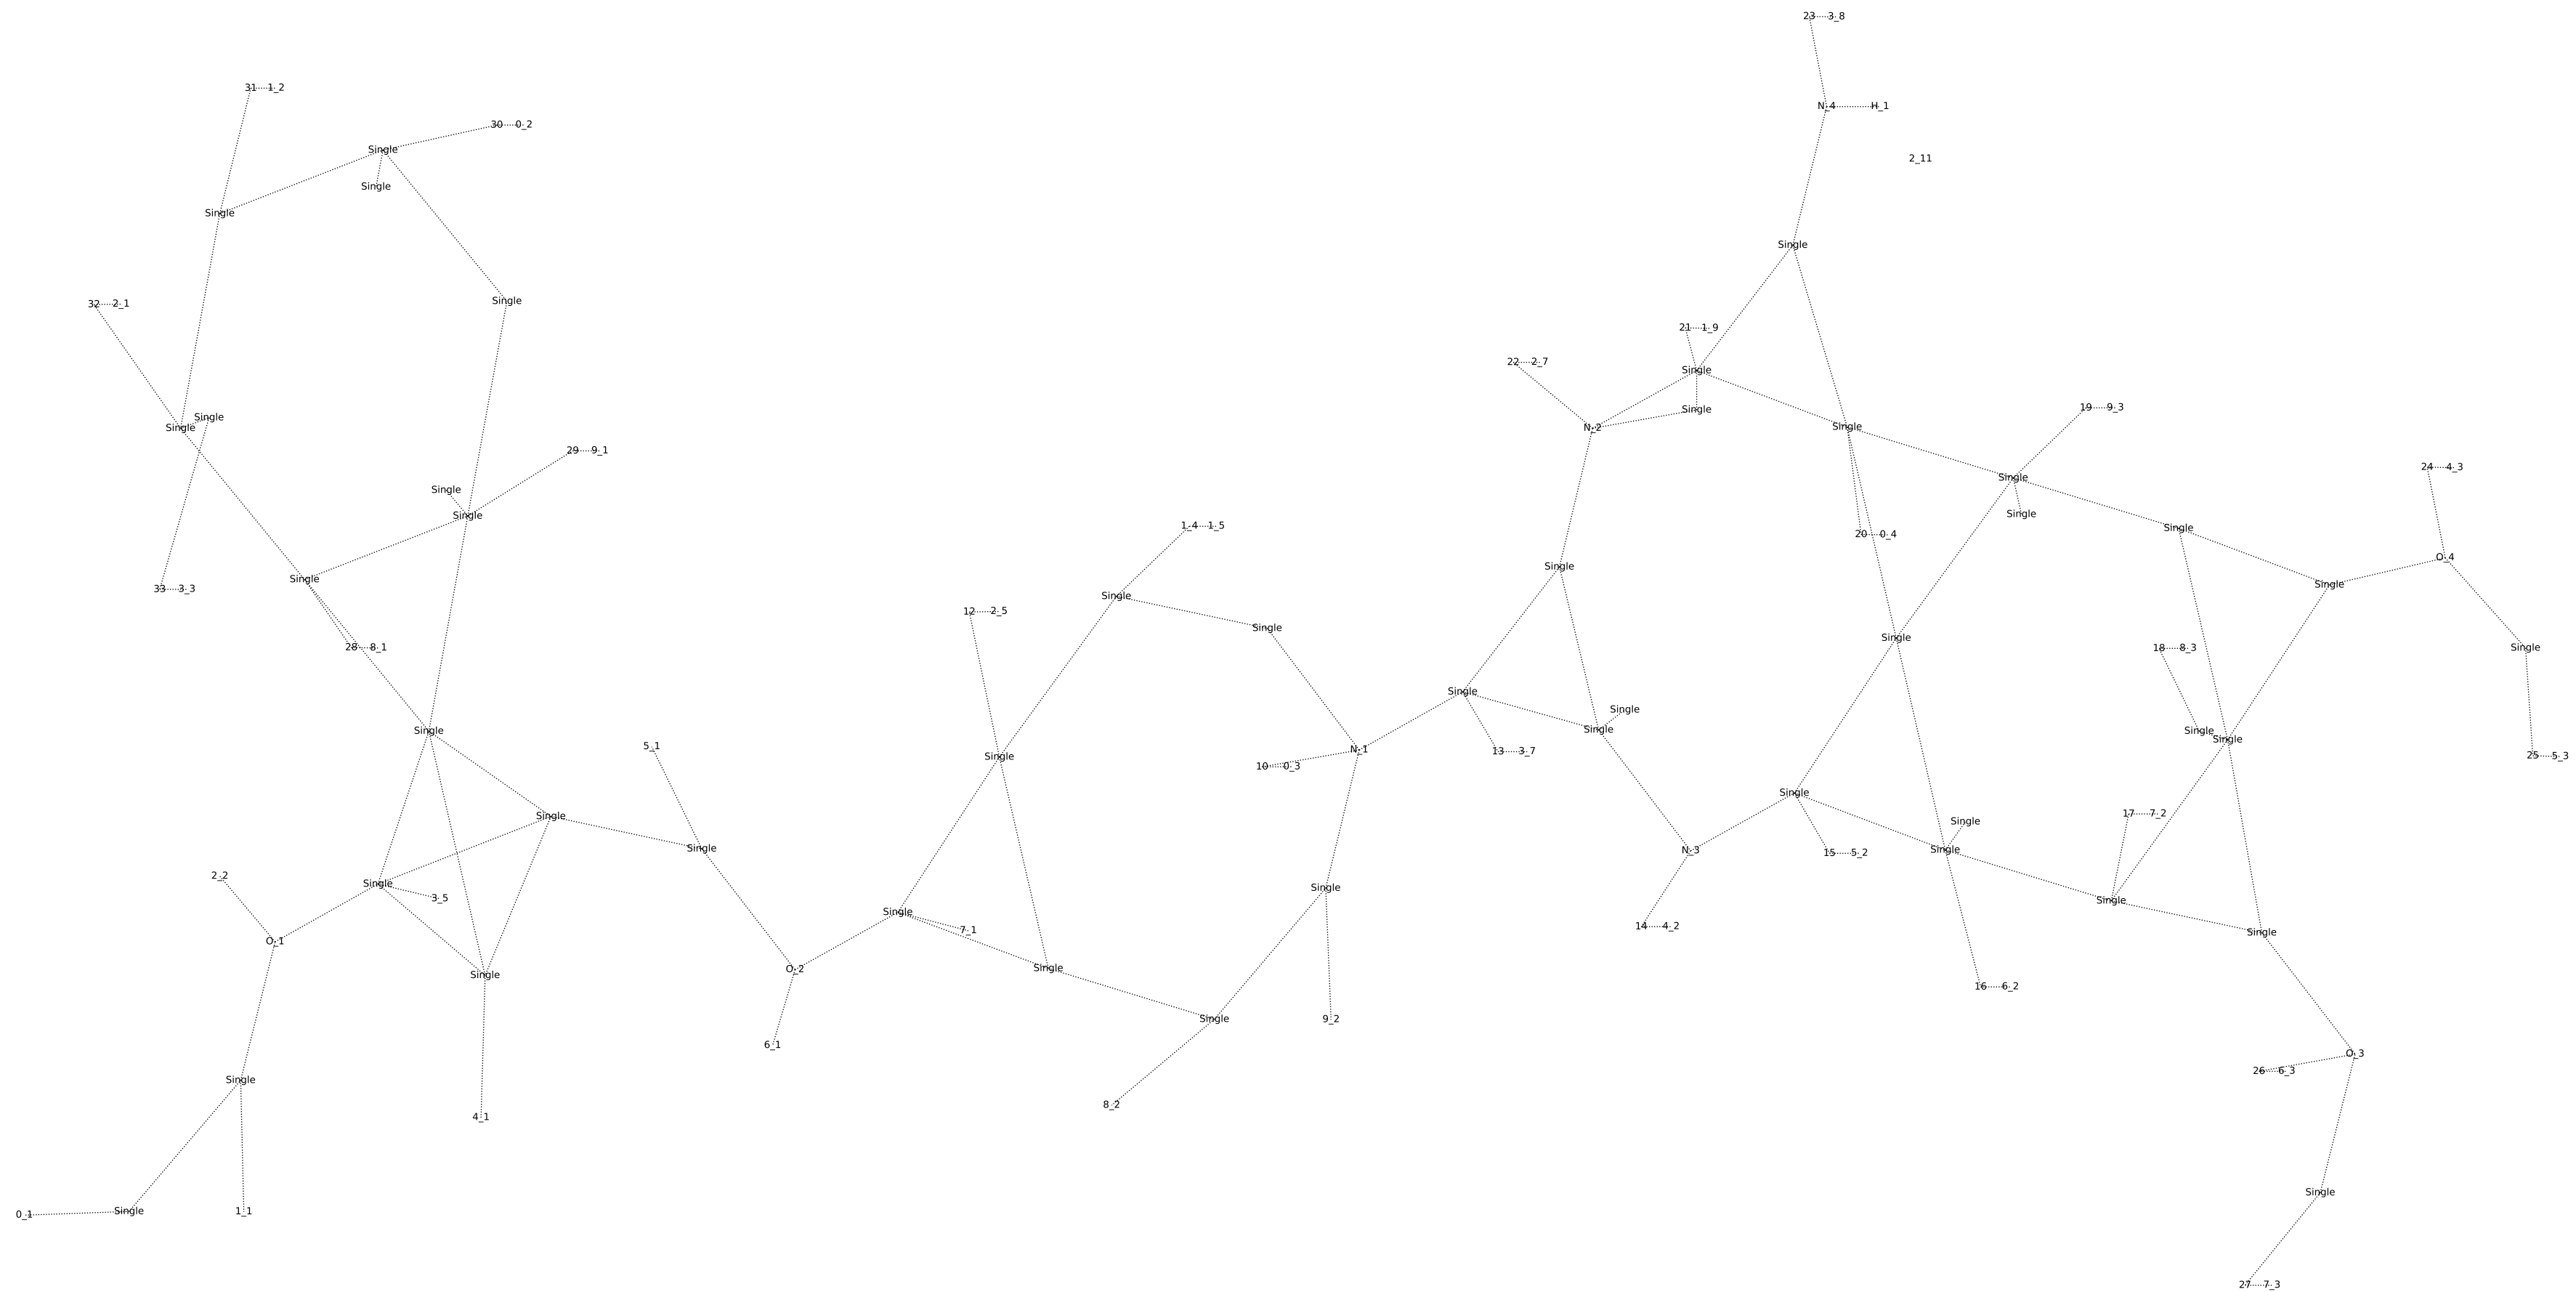 23 3_8
31 1_2
N_4 H_1
30 0_2
Single
2_11
Single
Single
Single
Single
32 2_1
21 1_9
22 2_7
Single
19 9_3
Single
Single
Single
N_2
Single
29 9_1
24 4_3
Single
Single
Single
Single
1_4 1_5
Single
20 0_4
O_4
Single
Single
Single
33 3_3
Single
12 2_5
Single
Single
28 8_1
18 8_3
Single
Single
Single
Single
Single
Single
Single
5_1
N_1
13 3_7
25 5_3
Single
10 0_3
Single
17 7_2
Single
Single
Single
Single
N_3
15 5_2
2_2
Single
Single
3_5
Single
Single
14 4_2
7_1
Single
O_1
Single
O_2
Single
16 6_2
Single
9_2
6_1
O_3
26 6_3
Single
8_2
4_1
Single
0_1
Single
1_1
27 7_3